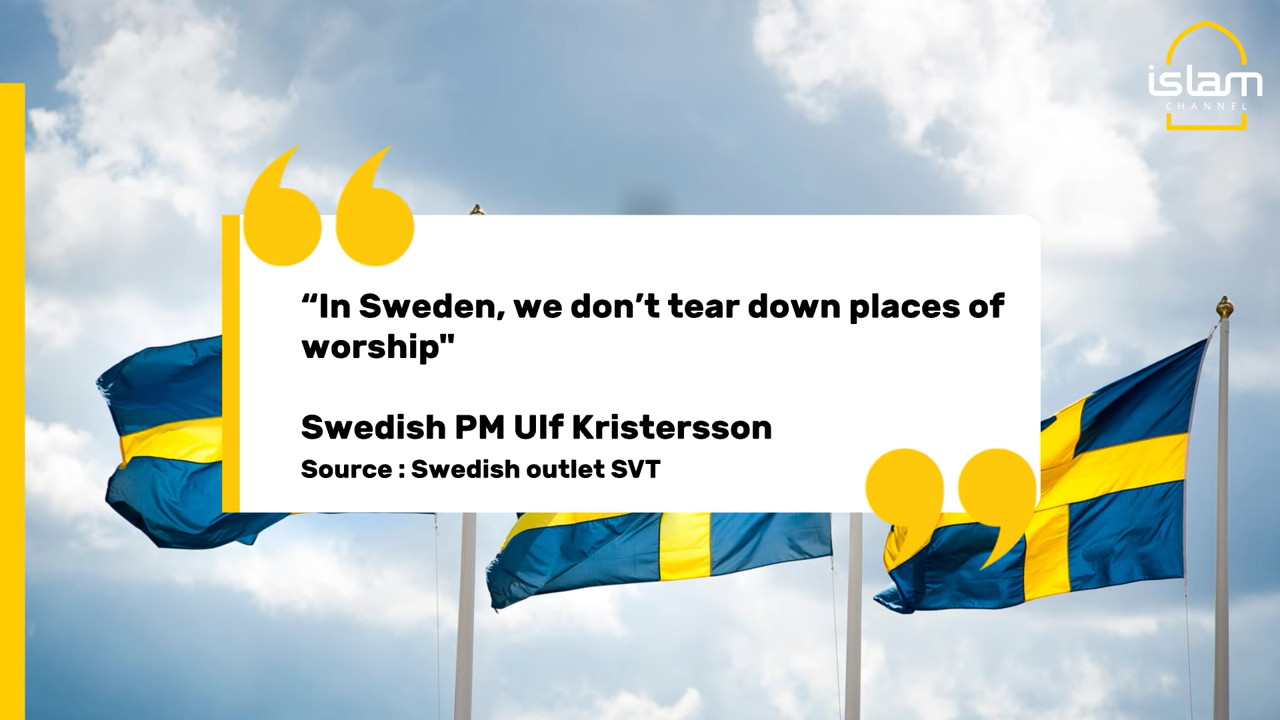 islam
CHANNEL
“In Sweden, we don’t tear down places of
worship"
Swedish PM Ulf Kristersson
Source : Swedish outlet SVT